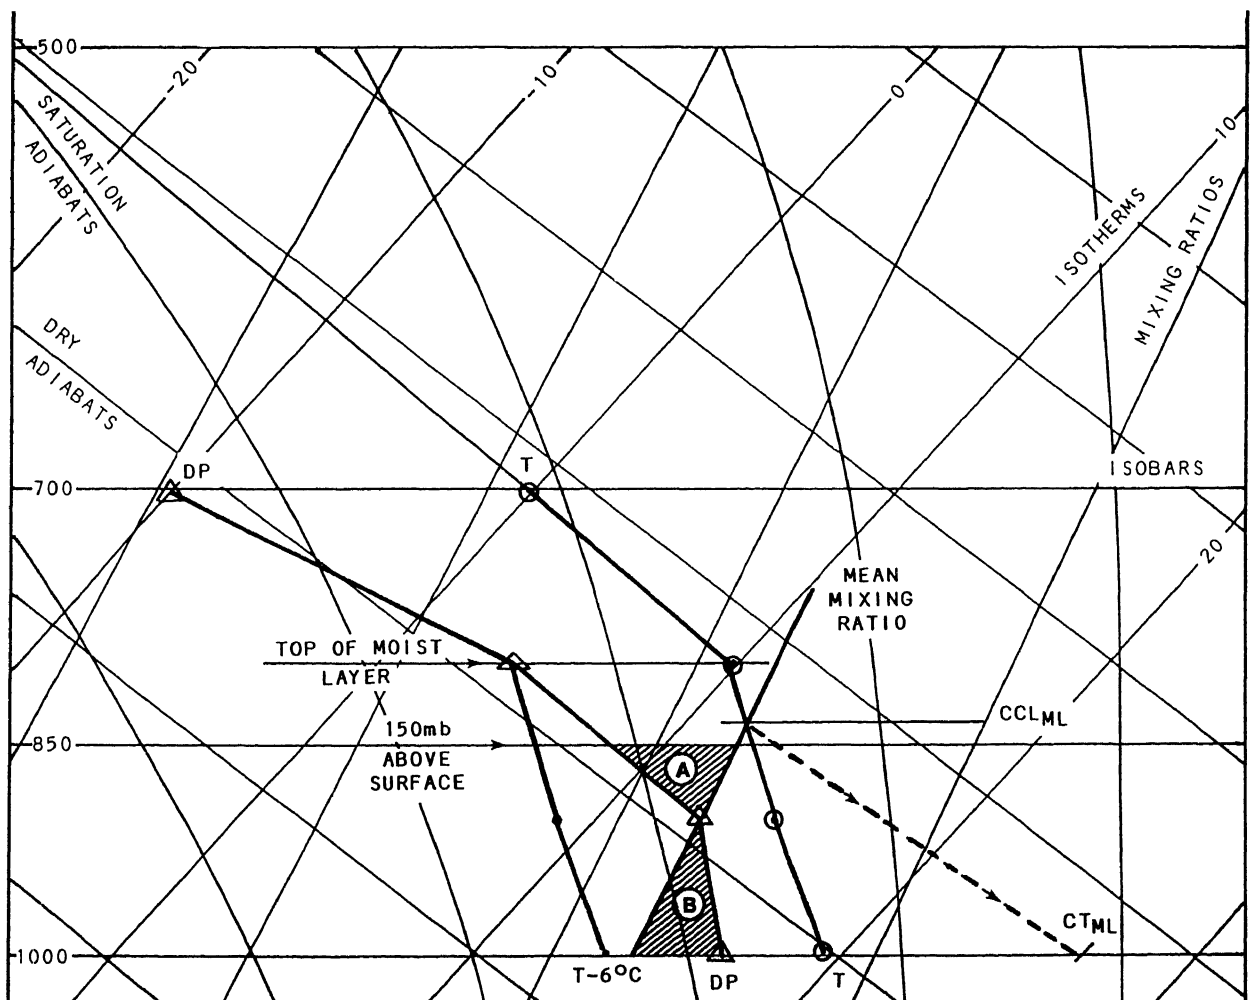 500
-20
-10
0
10
SATURATION
ADIABATS
ISOTHERMS
MIXING RATIOS
DRY
ADIABATS
DP
T
700
ISOBARS
20
MEAN
MIXING
RATIO
TOP OF MOIST
LAYER
CCLML
150mb
850
ABOVE
SURFACE
A
B
CTML
1000
T-6°C
DP
T